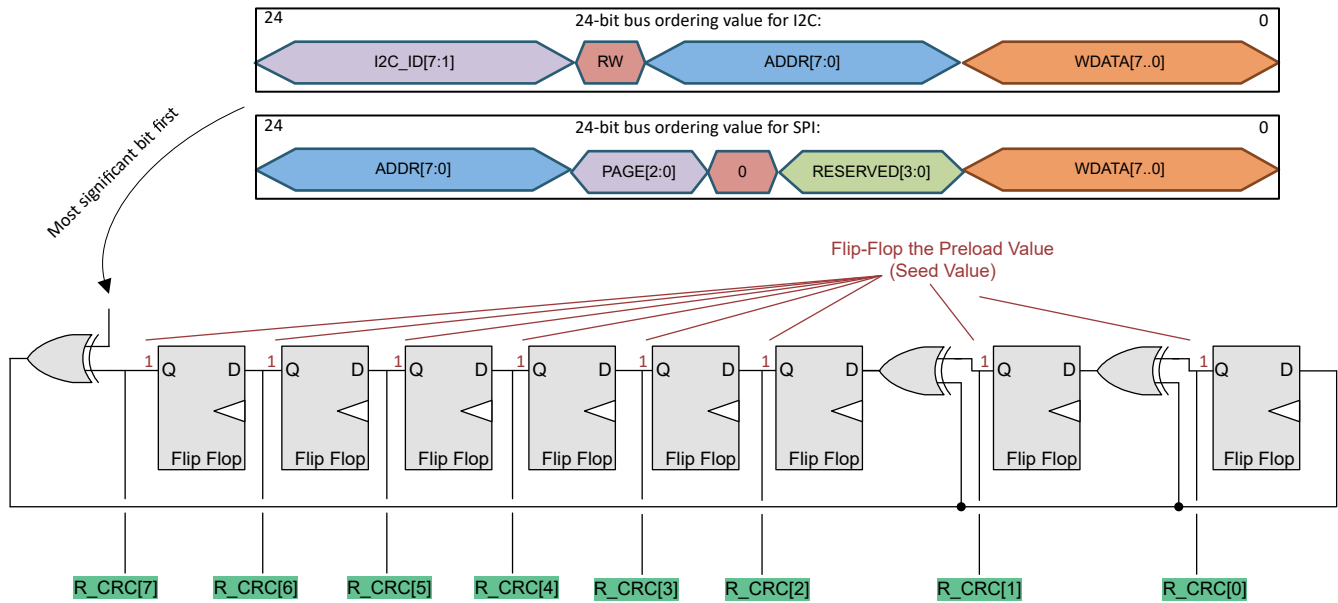 24
24-bit bus ordering value for I2C:
0
I2C_ID[7:1]
RW
ADDR[7:0]
WDATA[7..0]
24
24-bit bus ordering value for SPI:
0
ADDR[7:0]
PAGE[2:0]
0
RESERVED[3:0]
WDATA[7..0]
Most significant bit first
Flip-Flop the Preload Value
(Seed Value)
1
Q
D
Flip Flop
1
Q
D
Flip Flop
1
Q
D
Flip Flop
1
Q
D
Flip Flop
1
Q
D
Flip Flop
1
Q
D
Flip Flop
1
Q
D
Flip Flop
1
Q
D
Flip Flop
R_CRC[7]
R_CRC[6]
R_CRC[5]
R_CRC[4]
R_CRC[3]
R_CRC[2]
R_CRC[1]
R_CRC[0]